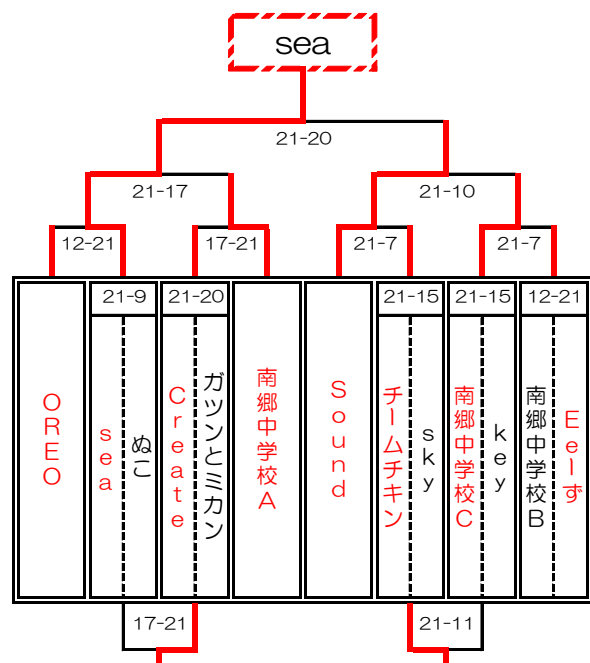 sea
21-20
21-17
21-10
12-21
17-21
21-7
21-7
21-9
21-20
21-15
21-15
12-21
OREO
sea
ぬこ
Create
ガツンとミカン
南郷中学校A
Sound
チームチキン
sky
南郷中学校C
key
南郷中学校B
Eeーず
17-21
21-11